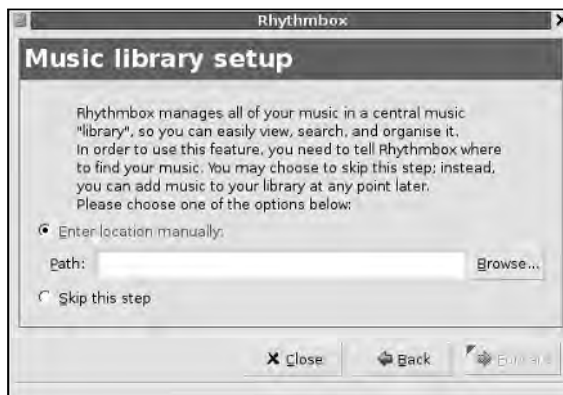 Rhythmbox
Music library setup
Rhythmbox manages all of your music in a central music
"library", so you can easily view, search, and organise it.
In order to use this feature, you need to tell Rhythmbox where
to find your music. You may choose to skip this step; instead,
you can add music to your library at any point later.
Please choose one of the options below:
Enter location manually:
Path: Browse...
Skip this step
Close Back Forward